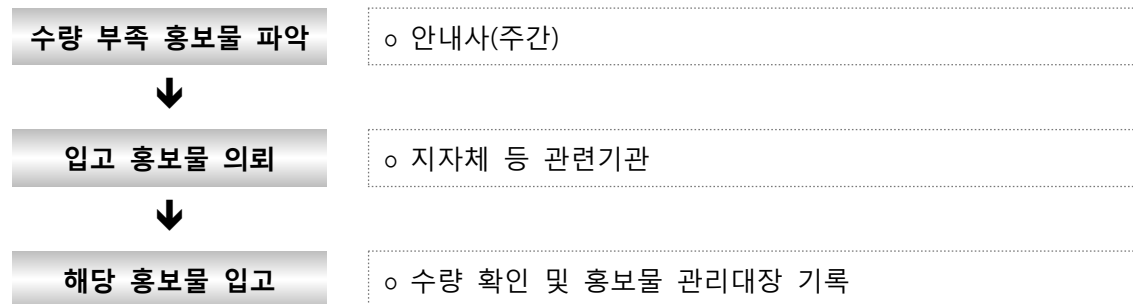 수량 부족 홍보물 파악
ㅇ 안내사(주간)
🡻
입고 홍보물 의뢰
ㅇ 지자체 등 관련기관
🡻
해당 홍보물 입고
ㅇ 수량 확인 및 홍보물 관리대장 기록